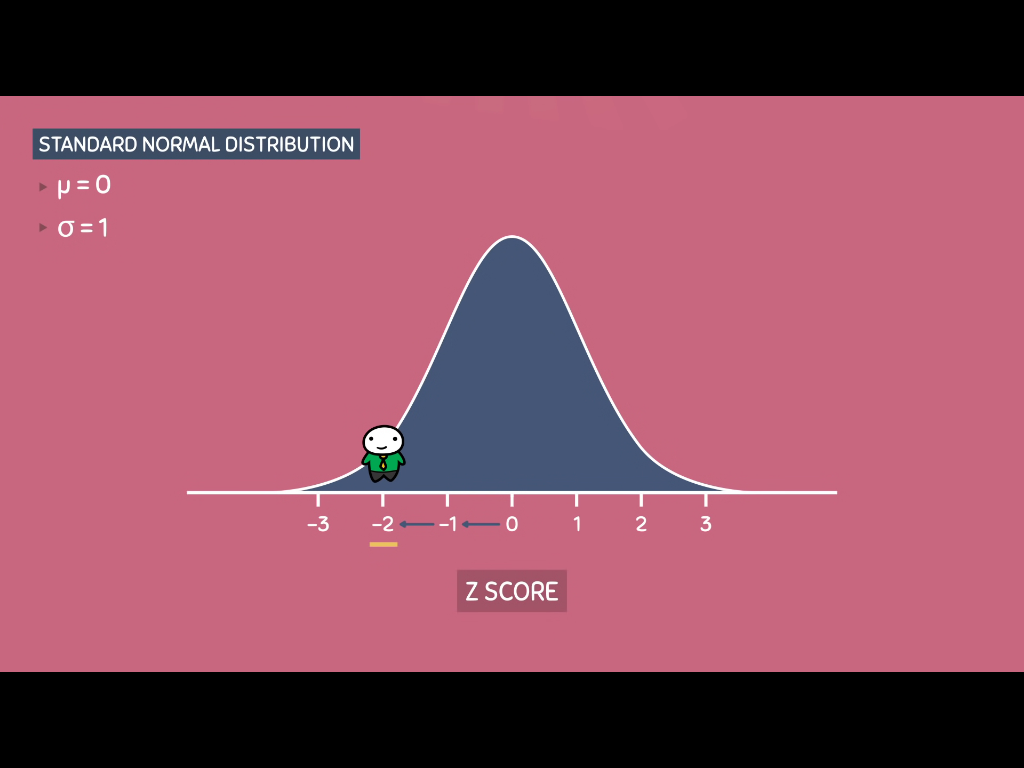 STANDARD NORMAL DISTRIBUTION
▸ μ = 0
▸ σ = 1
-3 -2 -1 0 1 2 3
Z SCORE